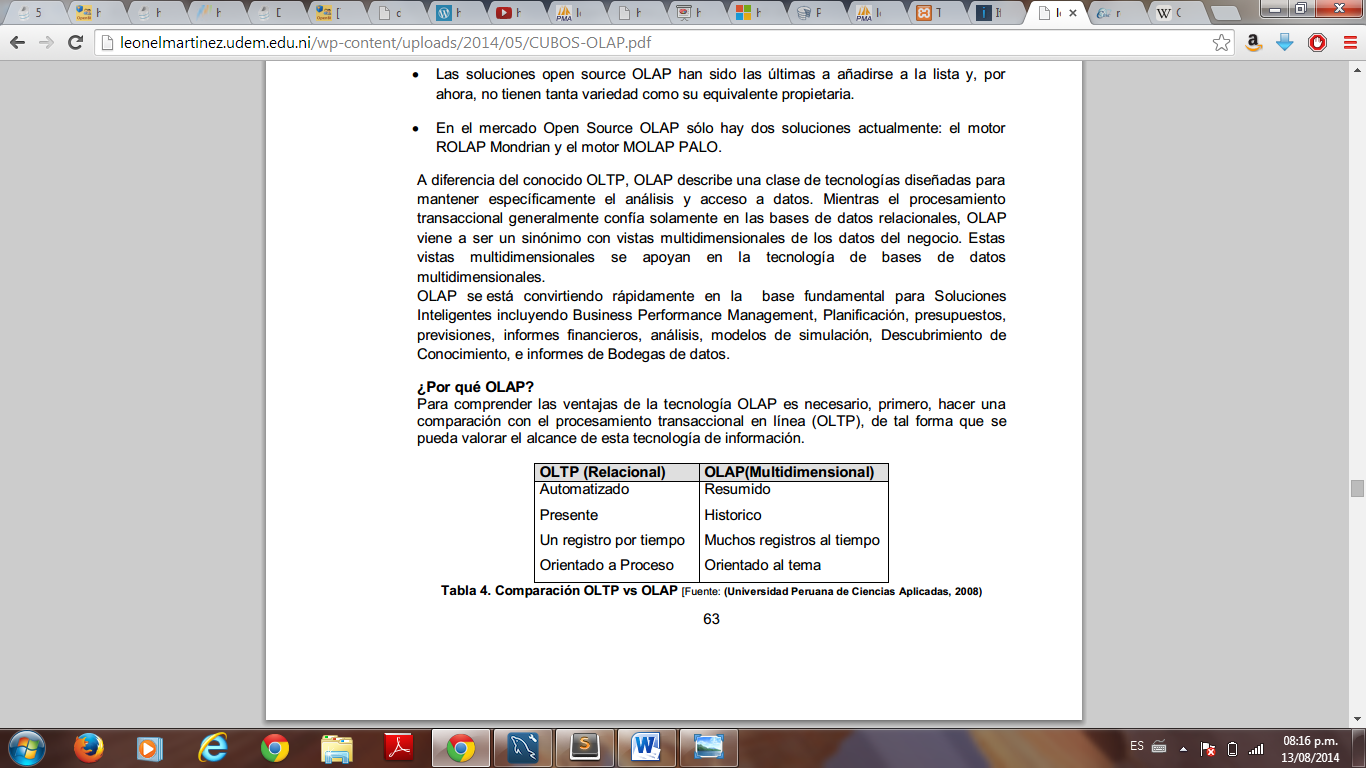 5
leonelmartinez.udem.edu.ni/wp-content/uploads/2014/05/CUBOS-OLAP.pdf
• Las soluciones open source OLAP han sido las últimas a añadirse a la lista y, por
ahora, no tienen tanta variedad como su equivalente propietaria.
• En el mercado Open Source OLAP sólo hay dos soluciones actualmente: el motor
ROLAP Mondrian y el motor MOLAP PALO.
A diferencia del conocido OLTP, OLAP describe una clase de tecnologías diseñadas para
mantener específicamente el análisis y acceso a datos. Mientras el procesamiento
transaccional generalmente confía solamente en las bases de datos relacionales, OLAP
viene a ser un sinónimo con vistas multidimensionales de los datos del negocio. Estas
vistas multidimensionales se apoyan en la tecnología de bases de datos
multidimensionales.
OLAP se está convirtiendo rápidamente en la base fundamental para Soluciones
Inteligentes incluyendo Business Performance Management, Planificación, presupuestos,
previsiones, informes financieros, análisis, modelos de simulación, Descubrimiento de
Conocimiento, e informes de Bodegas de datos.
¿Por qué OLAP?
Para comprender las ventajas de la tecnología OLAP es necesario, primero, hacer una
comparación con el procesamiento transaccional en línea (OLTP), de tal forma que se
pueda valorar el alcance de esta tecnología de información.
OLTP (Relacional) OLAP(Multidimensional)
Automatizado Resumido
Presente Historico
Un registro por tiempo Muchos registros al tiempo
Orientado a Proceso Orientado al tema
Tabla 4. Comparación OLTP vs OLAP [Fuente: (Universidad Peruana de Ciencias Aplicadas, 2008)
63
ES
08:16 p.m.
13/08/2014